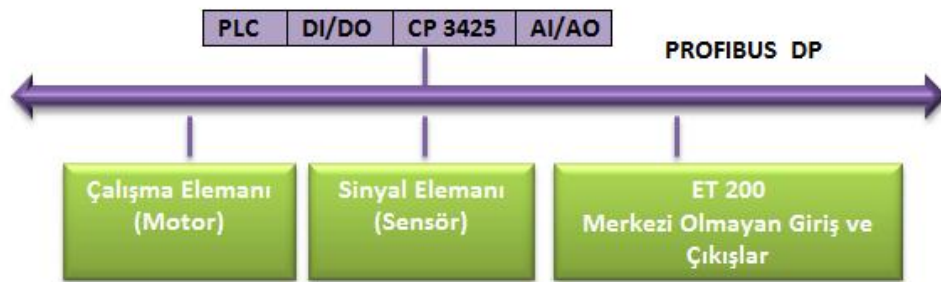 PLC DI/DO CP 3425 AI/AO
PROFIBUS DP
Çalışma Elemanı
(Motor)
Sinyal Elemanı
(Sensör)
ET 200
Merkezi Olmayan Giriş ve
Çıkışlar